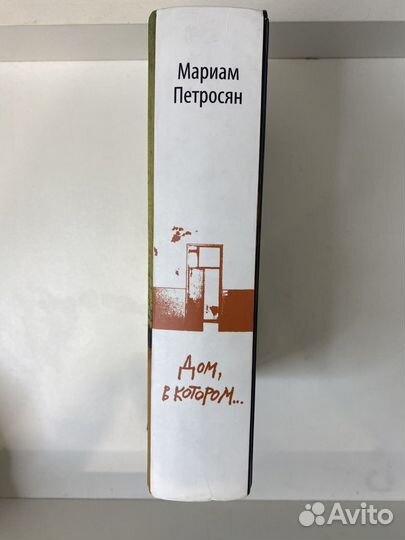 Мариам
Петросян
Дом,
в котором...
Avito